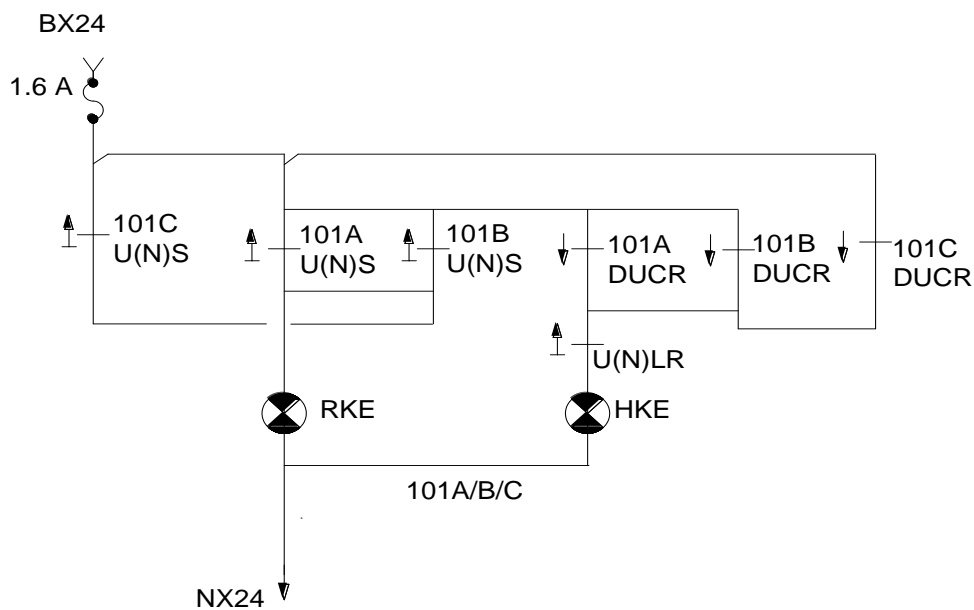 BX24
1.6 A
101C
U(N)S
101A
U(N)S
101B
U(N)S
101A
DUCR
101B
DUCR
101C
DUCR
U(N)LR
RKE
HKE
101A/B/C
NX24